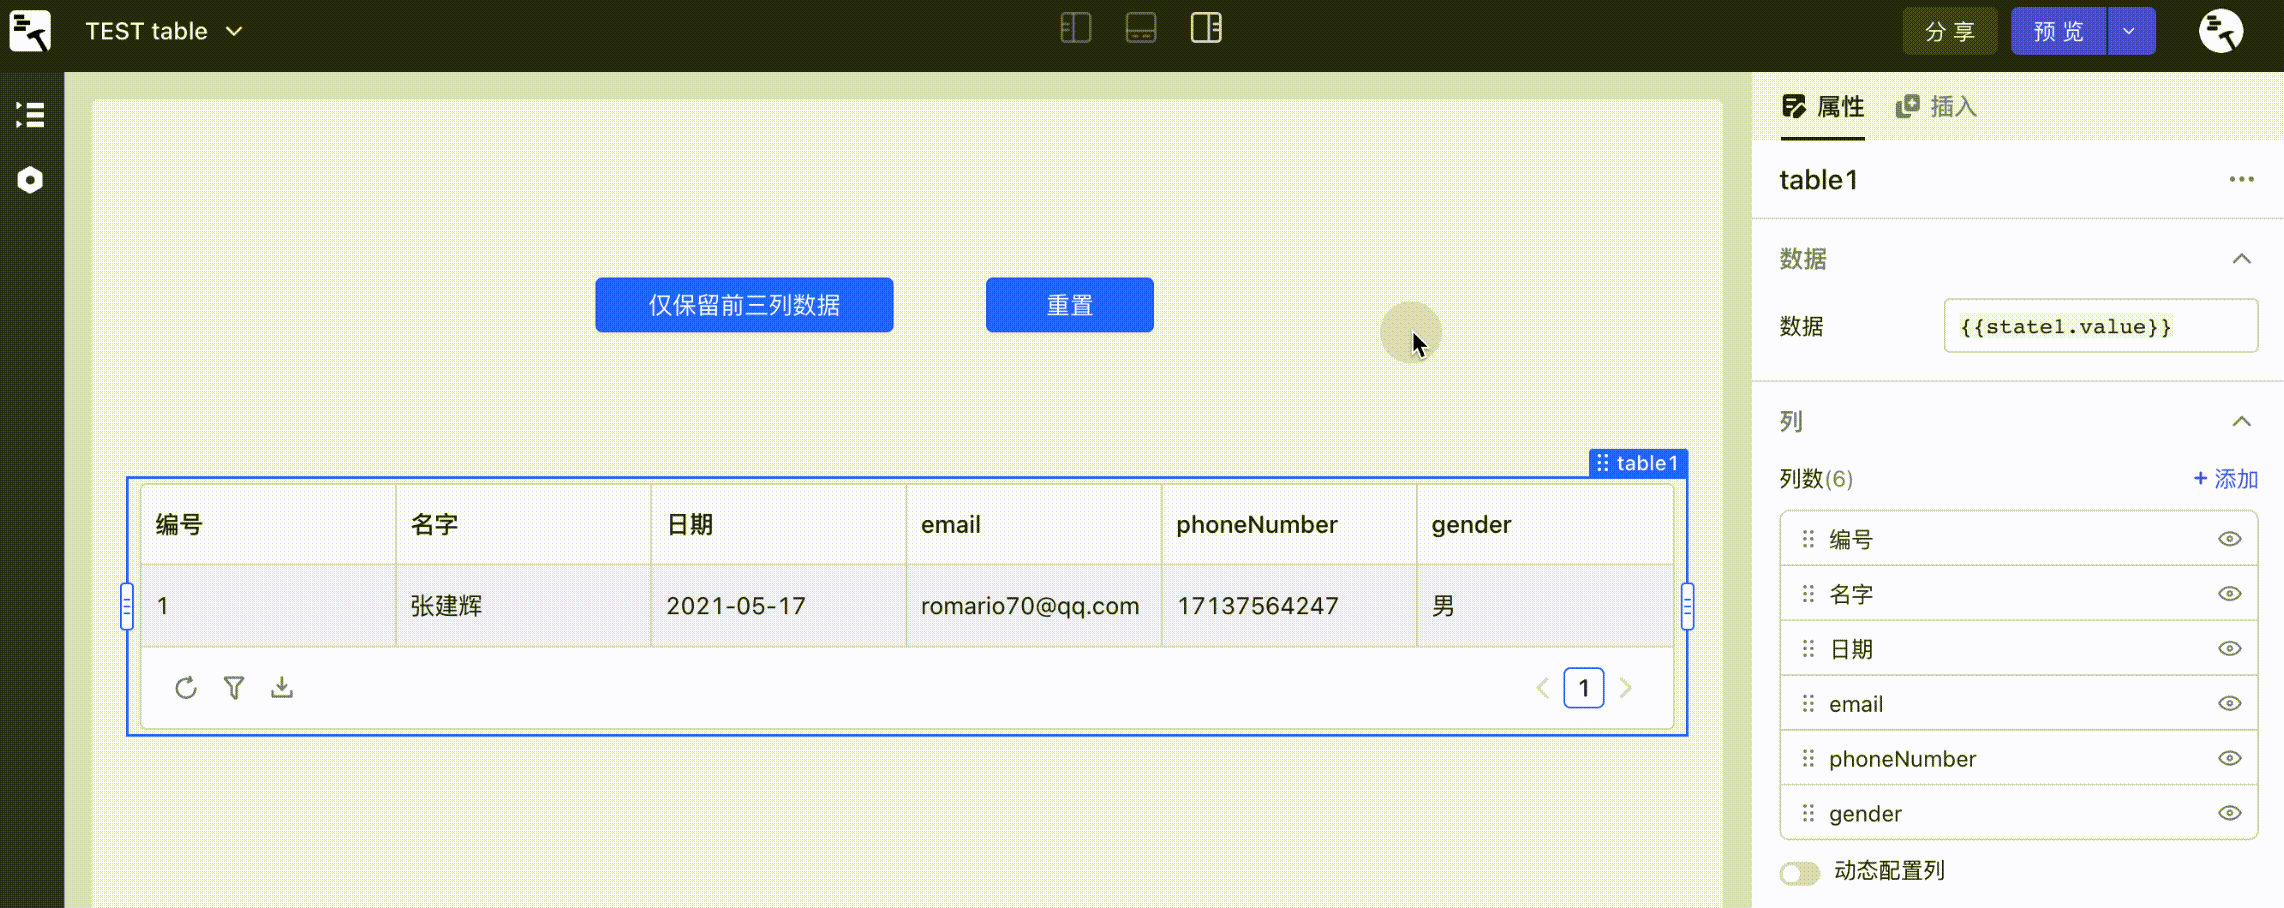 TEST table
分享
预览
属性
插入
table1
数据
数据
{{state1.value}}
列
列数(6)
+ 添加
编号
名字
日期
email
phoneNumber
gender
动态配置列
仅保留前三列数据
重置
table1
编号 名字 日期 email phoneNumber gender
1 张建辉 2021-05-17 romario70@qq.com 17137564247 男
1